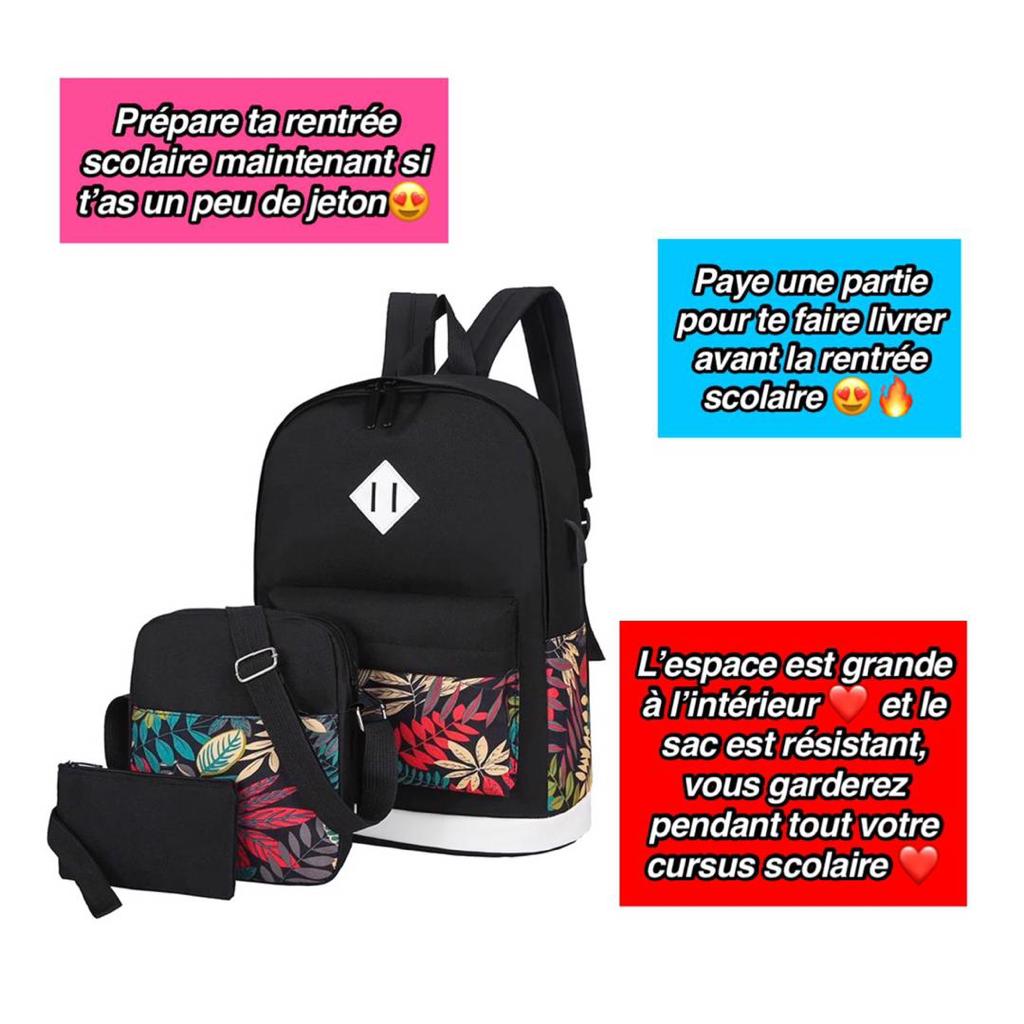 Prépare ta rentrée
scolaire maintenant si
t'as un peu de jeton😍
Paye une partie
pour te faire livrer
avant la rentrée
scolaire 😍🔥
L'espace est grande
à l'intérieur ❤️ et le
sac est résistant,
vous garderez
pendant tout votre
cursus scolaire ❤️